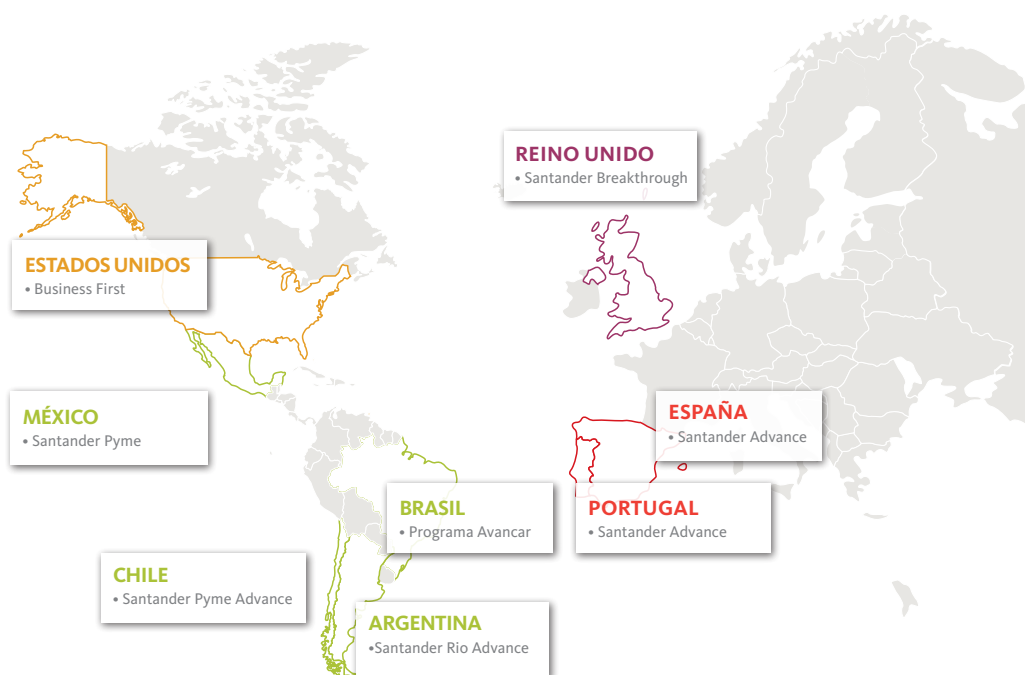 REINO UNIDO
• Santander Breakthrough
ESTADOS UNIDOS
• Business First
MÉXICO
• Santander Pyme
ESPAÑA
• Santander Advance
BRASIL
• Programa Avancar
PORTUGAL
• Santander Advance
CHILE
• Santander Pyme Advance
ARGENTINA
•Santander Rio Advance